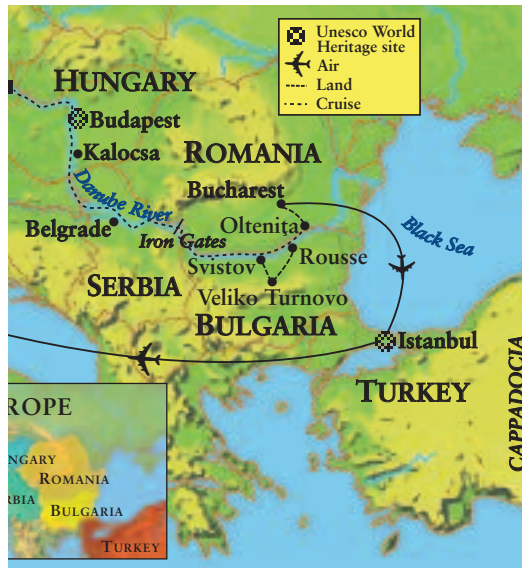 Unesco World
Heritage site
Air
Land
Cruise
HUNGARY
Budapest
Kalocsa
ROMANIA
Bucharest
Danube River
Oltenița
Black Sea
Belgrade
Iron Gates
Rousse
Svistov
SERBIA
Veliko Turnovo
BULGARIA
Istanbul
TURKEY
CAPPADOCIA
ROPE
NGARY
ROMANIA
RBIA
BULGARIA
TURKEY